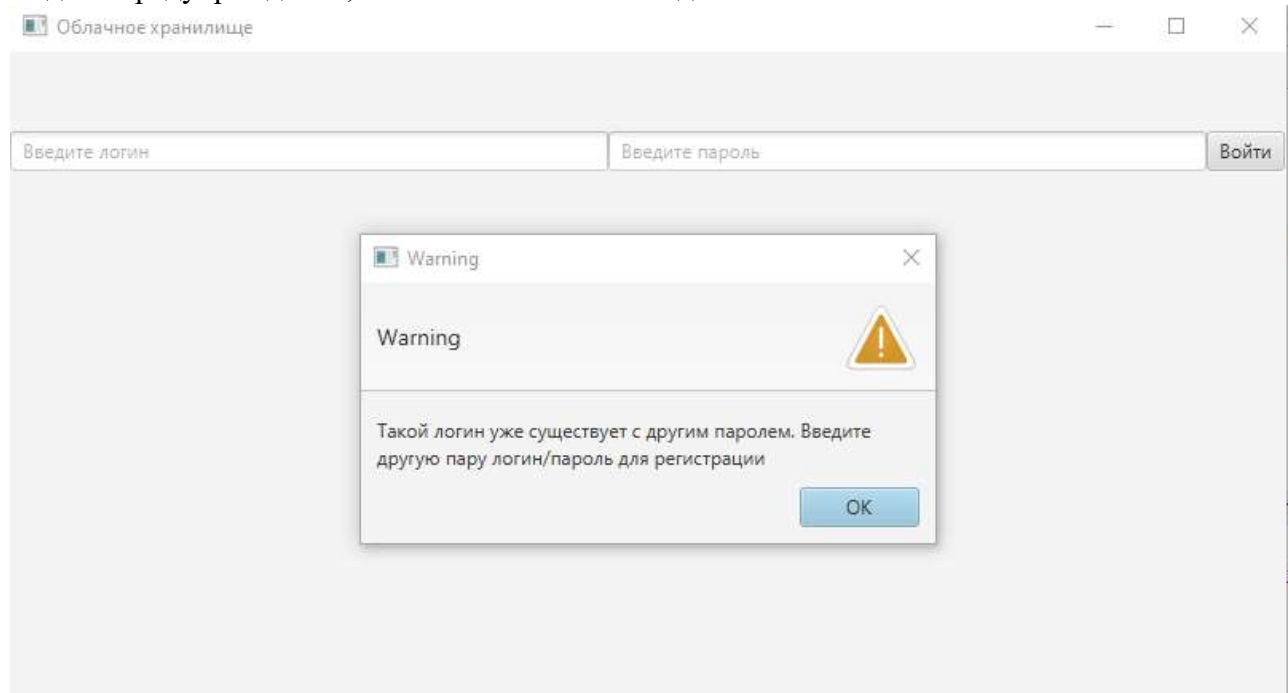 Облачное хранилище
Введите логин
Введите пароль
Войти
Warning
Warning
Такой логин уже существует с другим паролем. Введите
другую пару логин/пароль для регистрации
OK